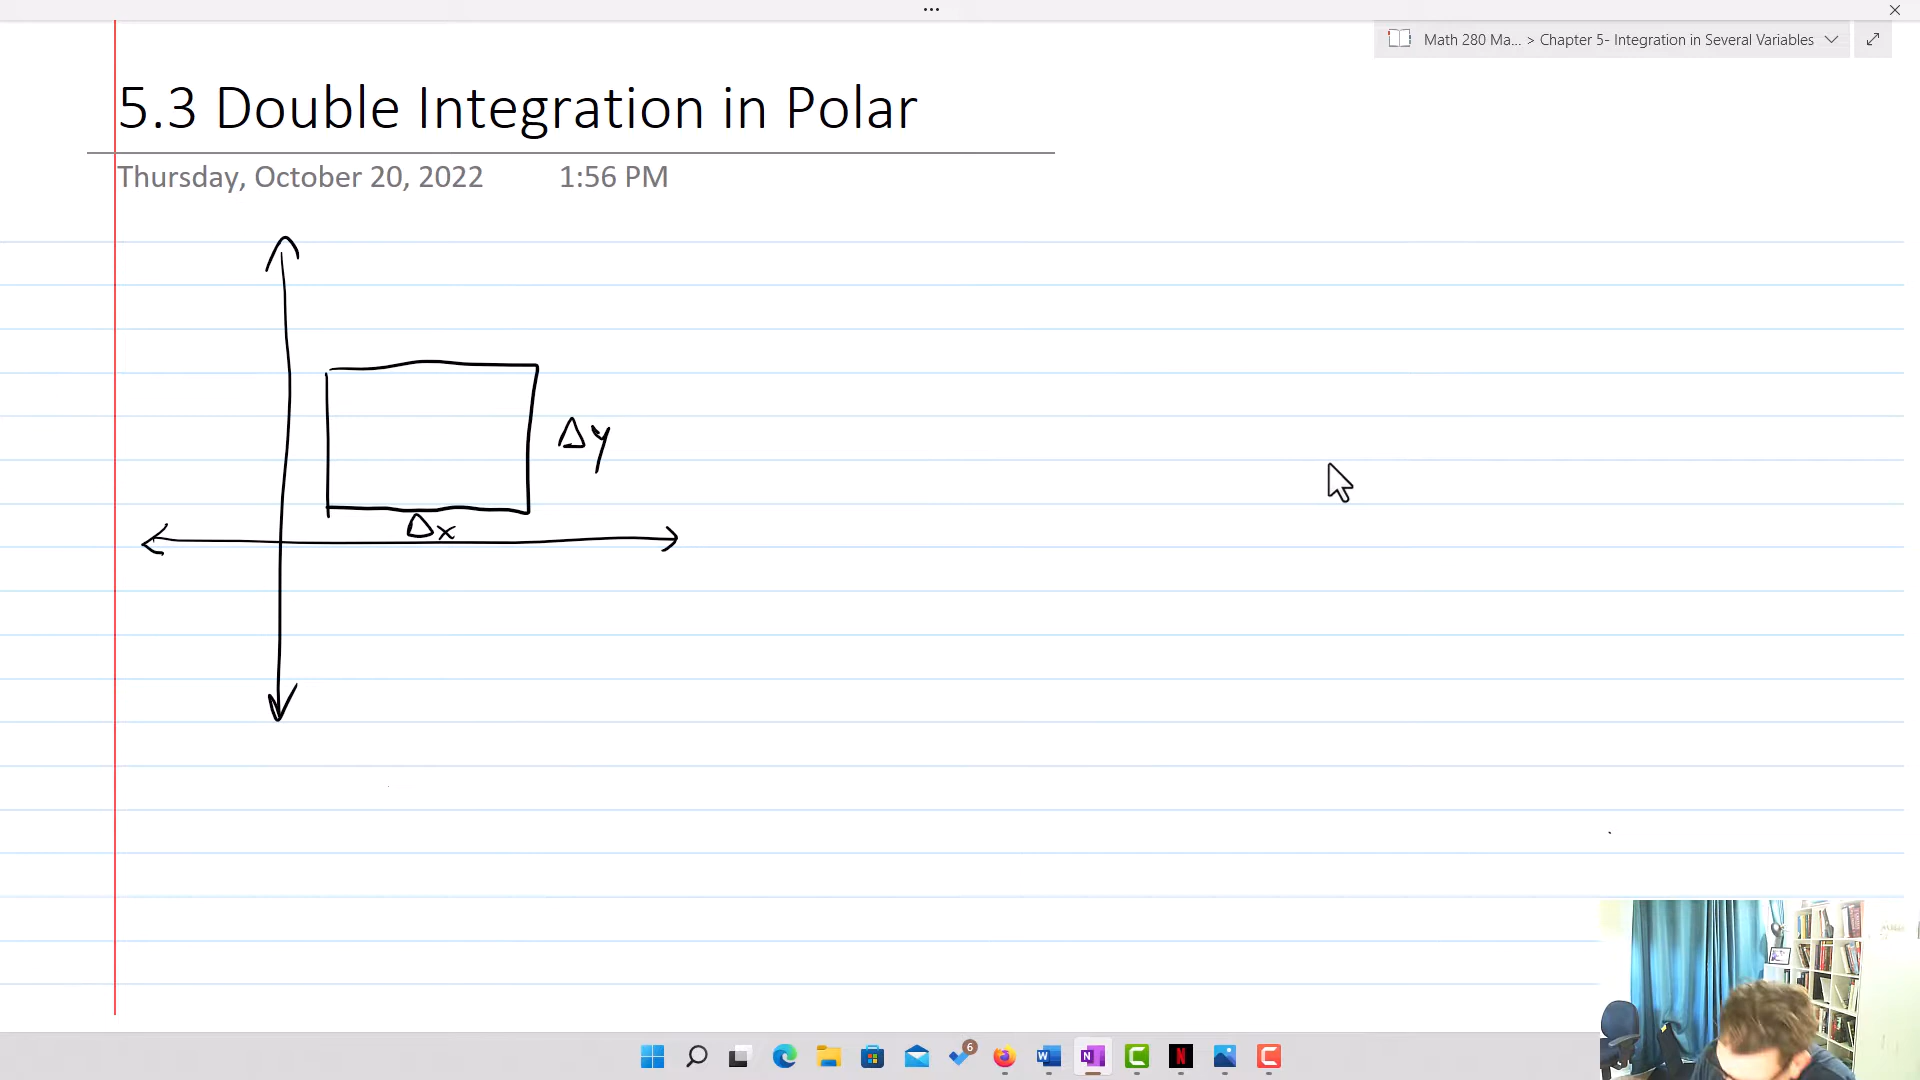 Math 280 Ma... > Chapter 5- Integration in Several Variables
5.3 Double Integration in Polar
Thursday, October 20, 2022 1:56 PM
Δy
Δx
6